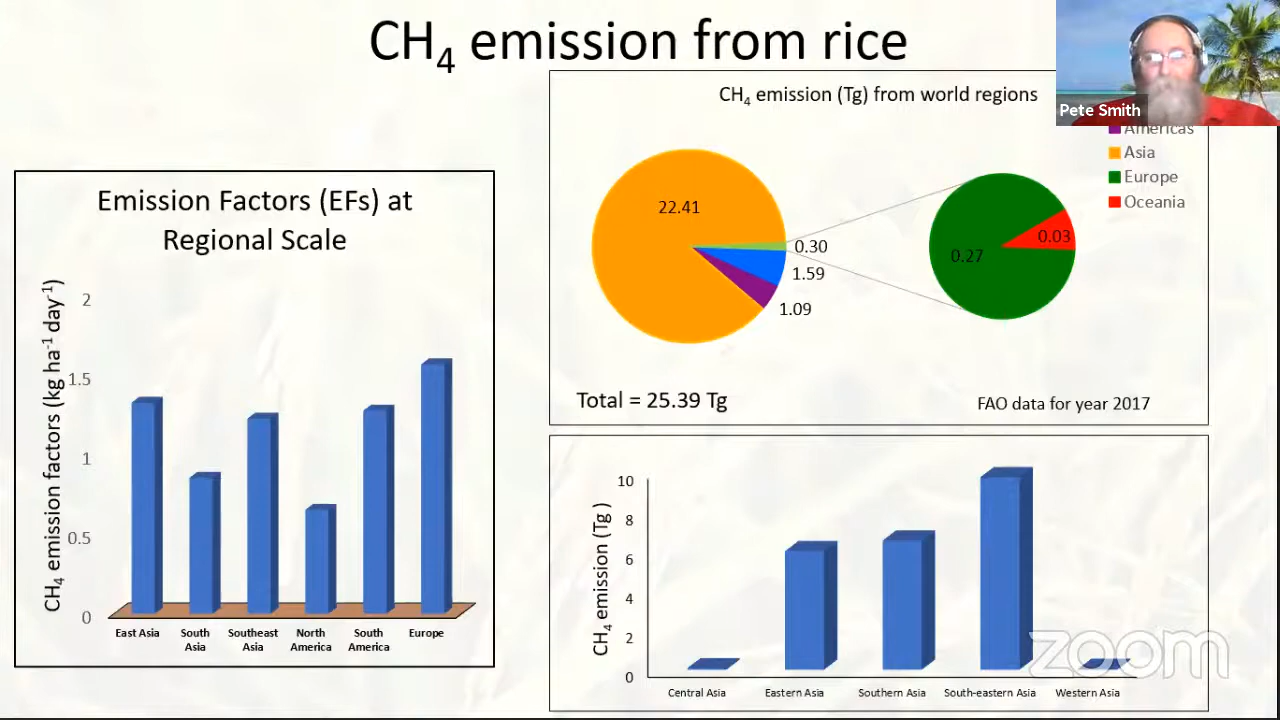 CH4 emission from rice
Pete Smith
CH4 emission (Tg) from world regions
Americas
Asia
Europe
Oceania
22.41
0.30
1.59
1.09
0.27
0.03
Total = 25.39 Tg
FAO data for year 2017
Emission Factors (EFs) at
Regional Scale
CH4 emission factors (kg ha-1 day-1)
2
1.5
1
0.5
0
East Asia
South
Asia
Southeast
Asia
North
America
South
America
Europe
CH4 emission (Tg )
10
8
6
4
2
0
Central Asia
Eastern Asia
Southern Asia
South-eastern Asia
Western Asia
zoom